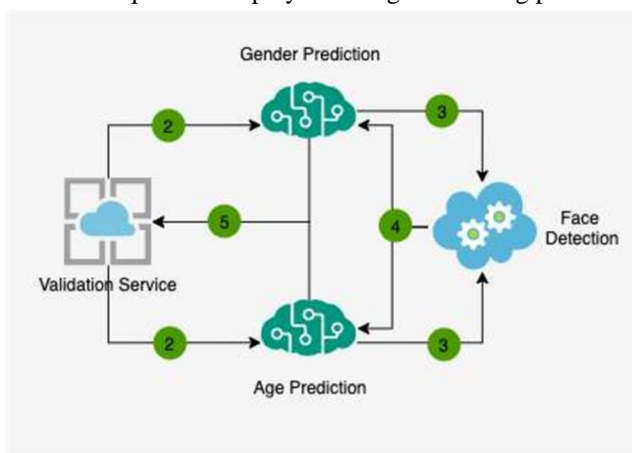 Gender Prediction
2
3
5
4
Face
Detection
Validation Service
2
3
Age Prediction